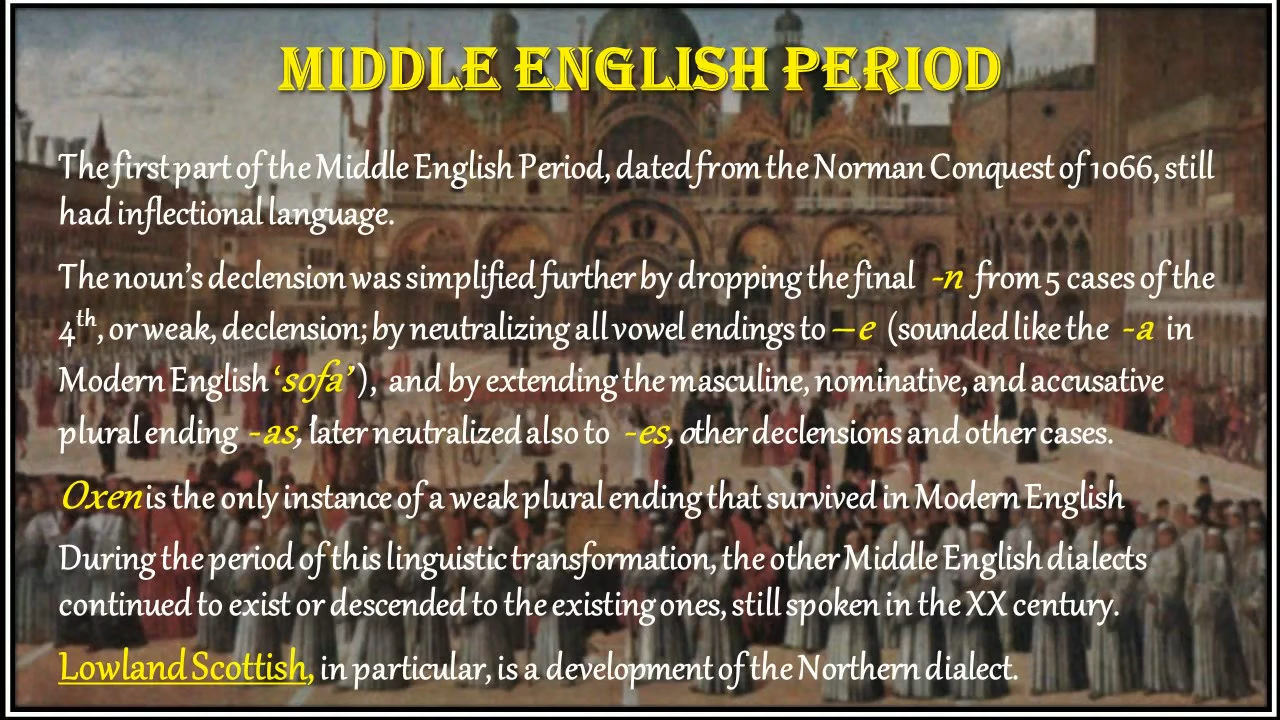 MIDDLE ENGLISH PERIOD
The first part of the Middle English Period, dated from the Norman Conquest of 1066, still
had inflectional language.
The noun’s declension was simplified further by dropping the final -n from 5 cases of the
4th, or weak, declension; by neutralizing all vowel endings to –e (sounded like the -a in
Modern English ‘sofa’), and by extending the masculine, nominative, and accusative
plural ending -as, later neutralized also to -es, other declensions and other cases.
Oxen is the only instance of a weak plural ending that survived in Modern English
During the period of this linguistic transformation, the other Middle English dialects
continued to exist or descended to the existing ones, still spoken in the XX century.
Lowland Scottish, in particular, is a development of the Northern dialect.